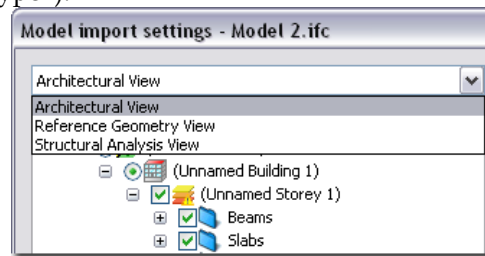 Model import settings - Model 2.ifc
Architectural View
Architectural View
Reference Geometry View
Structural Analysis View
(Unnamed Building 1)
(Unnamed Storey 1)
Beams
Slabs